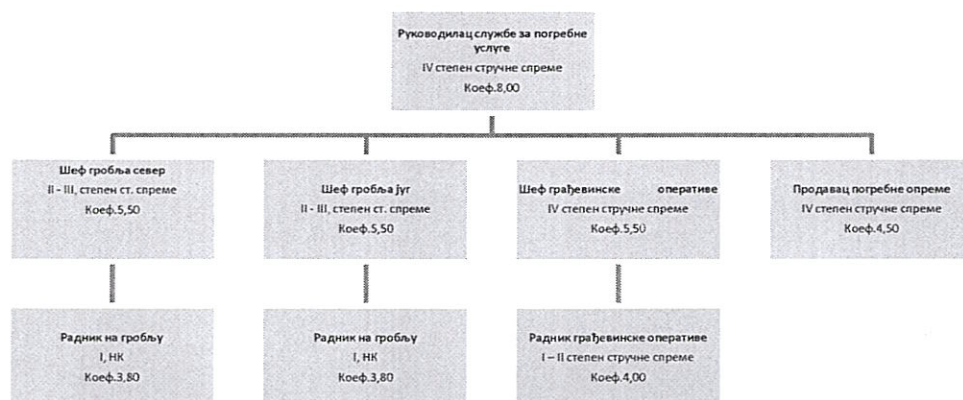 Руководилац службе за погребне
услуге
IV степен стручне спреме
Коеф.8,00
Шеф гробља север
II - III, степен ст. спреме
Коеф.5,50
Шеф гробља југ
II - III, степен ст. спреме
Коеф.5,50
Шеф грађевинске оперативе
IV степен стручне спреме
Коеф.5,50
Продавац погребне опреме
IV степен стручне спреме
Коеф.4,50
Радник на гробљу
I, НК
Коеф.3,80
Радник на гробљу
I, НК
Коеф.3,80
Радник грађевинске оперативе
I – II степен стручне спреме
Коеф.4,00